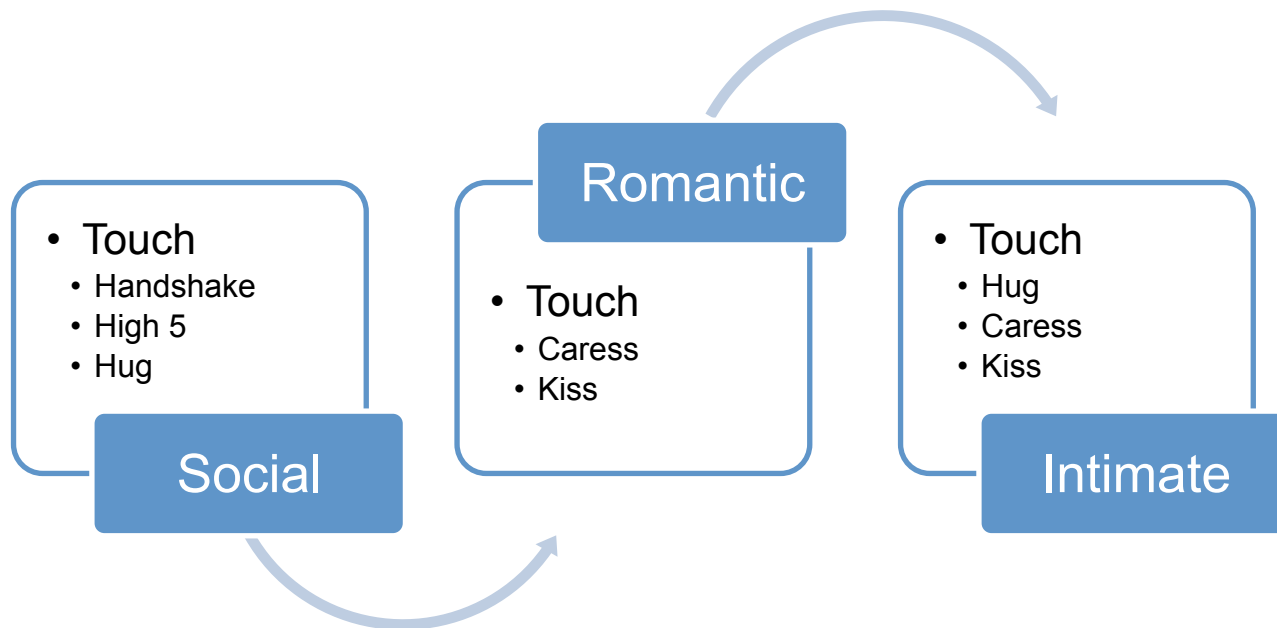 • Touch
• Handshake
• High 5
• Hug
Social
Romantic
• Touch
• Caress
• Kiss
• Touch
• Hug
• Caress
• Kiss
Intimate